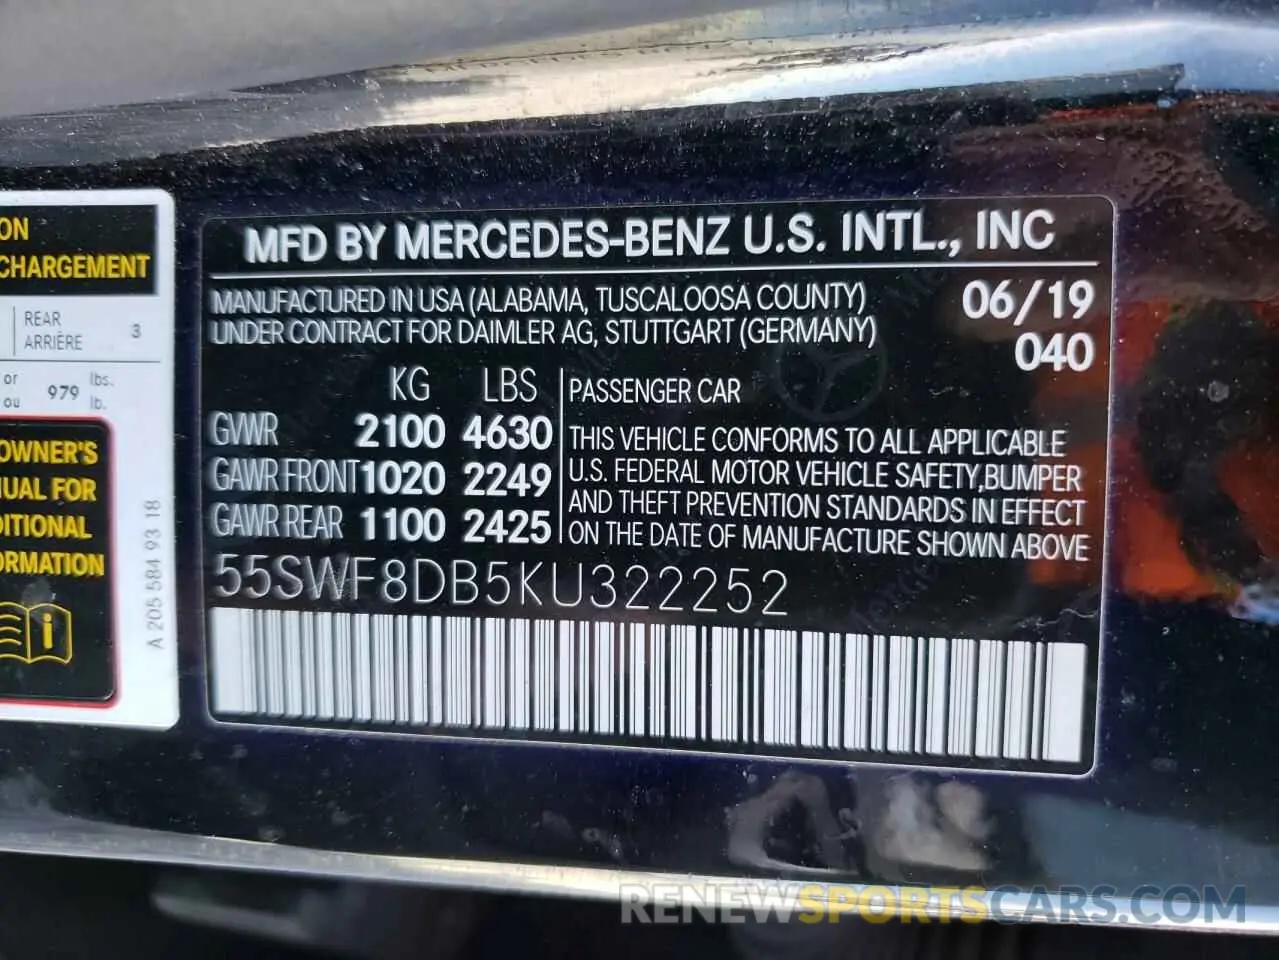 ON
CHARGEMENT
REAR
ARRIÈRE 3
or
ou 979 lbs.
lb.
OWNER'S
UAL FOR
DITIONAL
ORMATION
A 205 584 93 18
MFD BY MERCEDES-BENZ U.S. INTL., INC
MANUFACTURED IN USA (ALABAMA, TUSCALOOSA COUNTY) 06/19
UNDER CONTRACT FOR DAIMLER AG, STUTTGART (GERMANY) 040
KG LBS
GVWR 2100 4630
GAWR FRONT 1020 2249
GAWR REAR 1100 2425
PASSENGER CAR
THIS VEHICLE CONFORMS TO ALL APPLICABLE
U.S. FEDERAL MOTOR VEHICLE SAFETY,BUMPER
AND THEFT PREVENTION STANDARDS IN EFFECT
ON THE DATE OF MANUFACTURE SHOWN ABOVE
55SWF8DB5KU322252
RENEWSPORTSCARS.COM